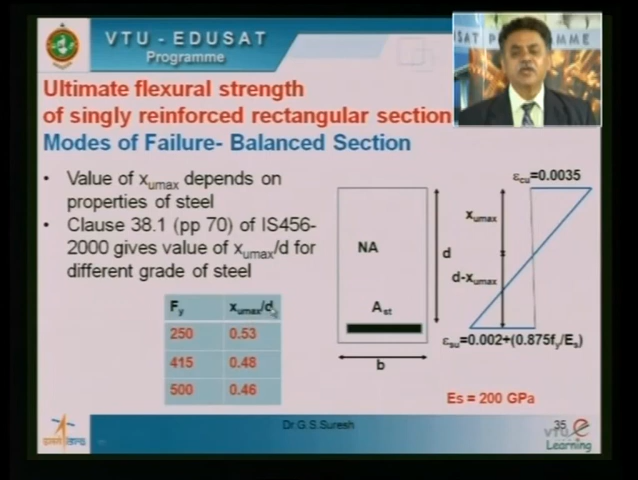 VTU - EDUSAT
Programme
SAT P
MME
Ultimate flexural strength
of singly reinforced rectangular section
Modes of Failure- Balanced Section
• Value of xumax depends on
properties of steel
• Clause 38.1 (pp 70) of IS456-
2000 gives value of xumax/d for
different grade of steel
Fy xumax/d
250 0.53
415 0.48
500 0.46
NA
Ast
b
d
εcu=0.0035
xumax
d-xumax
εsu=0.002+(0.875fy/Es)
Es = 200 GPa
Dr G S Suresh
35
VTU e
Learning